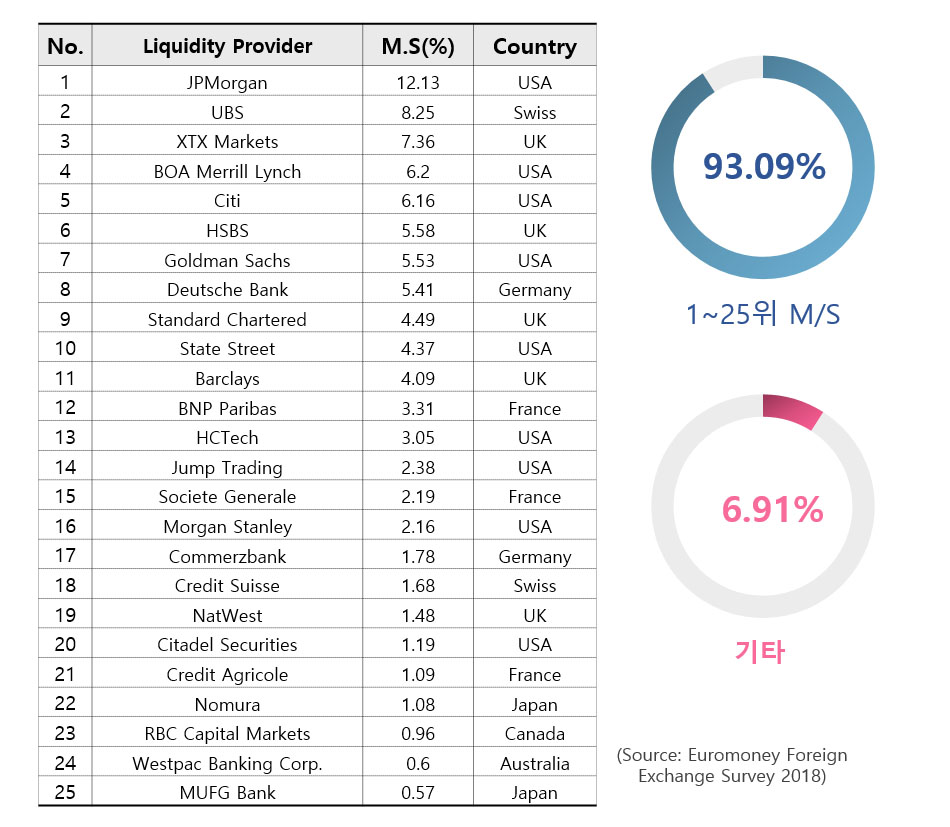 No. Liquidity Provider M.S(%) Country
1 JPMorgan 12.13 USA
2 UBS 8.25 Swiss
3 XTX Markets 7.36 UK
4 BOA Merrill Lynch 6.2 USA
5 Citi 6.16 USA
6 HSBS 5.58 UK
7 Goldman Sachs 5.53 USA
8 Deutsche Bank 5.41 Germany
9 Standard Chartered 4.49 UK
10 State Street 4.37 USA
11 Barclays 4.09 UK
12 BNP Paribas 3.31 France
13 HCTech 3.05 USA
14 Jump Trading 2.38 USA
15 Societe Generale 2.19 France
16 Morgan Stanley 2.16 USA
17 Commerzbank 1.78 Germany
18 Credit Suisse 1.68 Swiss
19 NatWest 1.48 UK
20 Citadel Securities 1.19 USA
21 Credit Agricole 1.09 France
22 Nomura 1.08 Japan
23 RBC Capital Markets 0.96 Canada
24 Westpac Banking Corp. 0.6 Australia
25 MUFG Bank 0.57 Japan
93.09%
1~25위 M/S
6.91%
기타
(Source: Euromoney Foreign
Exchange Survey 2018)